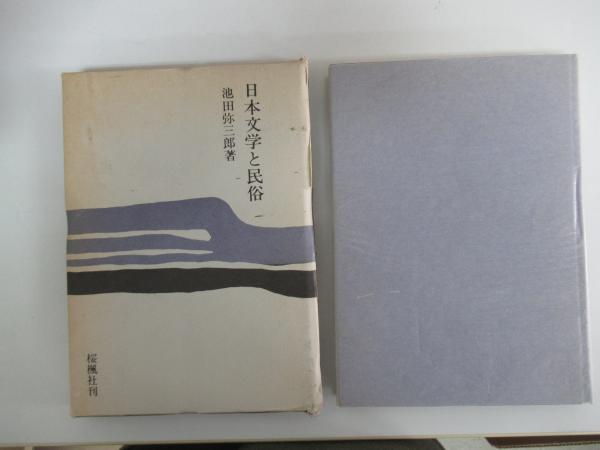 日本文学と民俗
池田弥三郎著
桜楓社刊